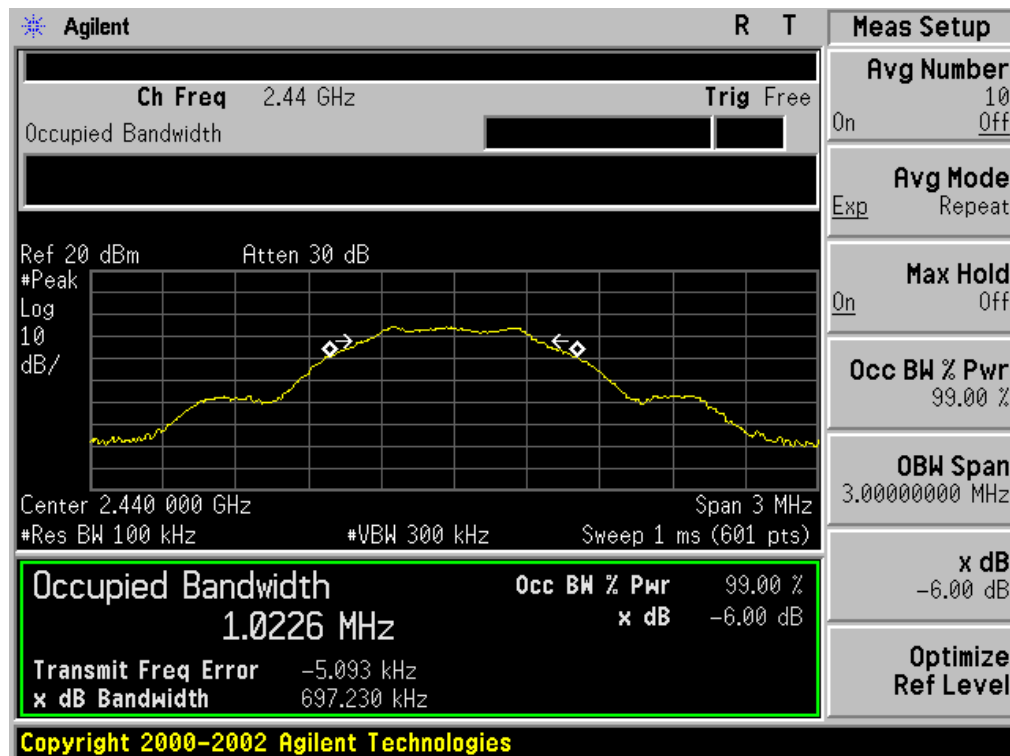 Agilent R T
Ch Freq 2.44 GHz Trig Free
Occupied Bandwidth
Ref 20 dBm Atten 30 dB
#Peak
Log
10
dB/
Center 2.440 000 GHz Span 3 MHz
#Res BW 100 kHz #VBW 300 kHz Sweep 1 ms (601 pts)
Occupied Bandwidth
1.0226 MHz
Occ BW % Pwr 99.00 %
x dB -6.00 dB
Transmit Freq Error -5.093 kHz
x dB Bandwidth 697.230 kHz
Copyright 2000-2002 Agilent Technologies
Meas Setup
Avg Number
10
On Off
Avg Mode
Exp Repeat
Max Hold
On Off
Occ BW % Pwr
99.00 %
OBW Span
3.00000000 MHz
x dB
-6.00 dB
Optimize
Ref Level